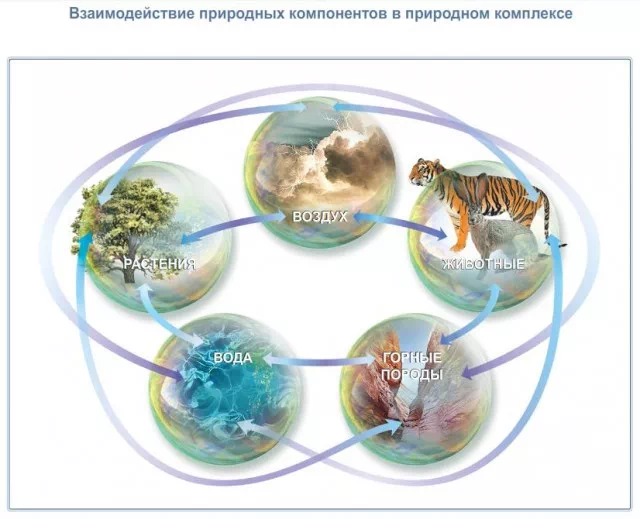 Взаимодействие природных компонентов в природном комплексе
ВОЗДУХ
РАСТЕНИЯ
ЖИВОТНЫЕ
ВОДА
ГОРНЫЕ
ПОРОДЫ